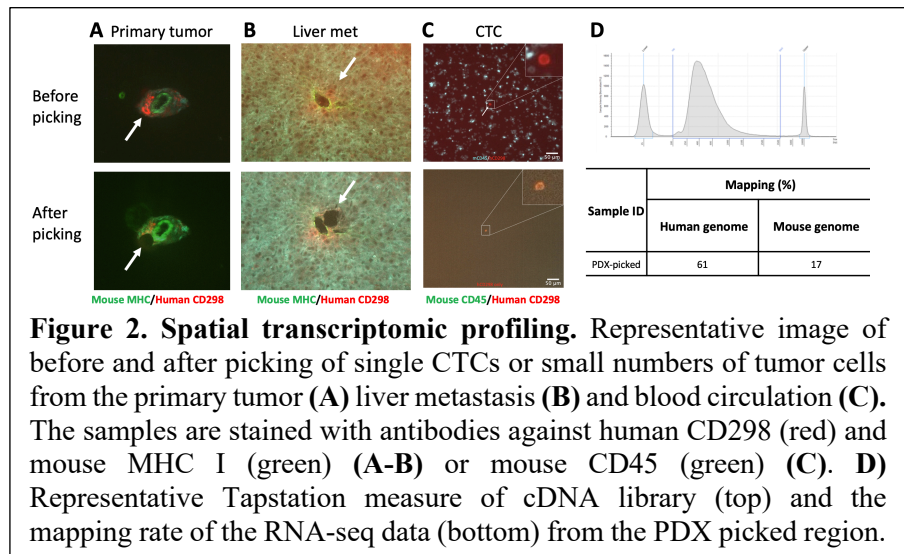 A Primary tumor B Liver met C CTC D
Before
picking
mCD45/hCD298
50 µm
After
picking
50 µm
Mouse MHC/Human CD298 Mouse MHC/Human CD298 Mouse CD45/Human CD298
Mapping (%)
Sample ID
Human genome Mouse genome
PDX-picked 61 17
Figure 2. Spatial transcriptomic profiling. Representative image of
before and after picking of single CTCs or small numbers of tumor cells
from the primary tumor (A) liver metastasis (B) and blood circulation (C).
The samples are stained with antibodies against human CD298 (red) and
mouse MHC I (green) (A-B) or mouse CD45 (green) (C). D)
Representative Tapstation measure of cDNA library (top) and the
mapping rate of the RNA-seq data (bottom) from the PDX picked region.